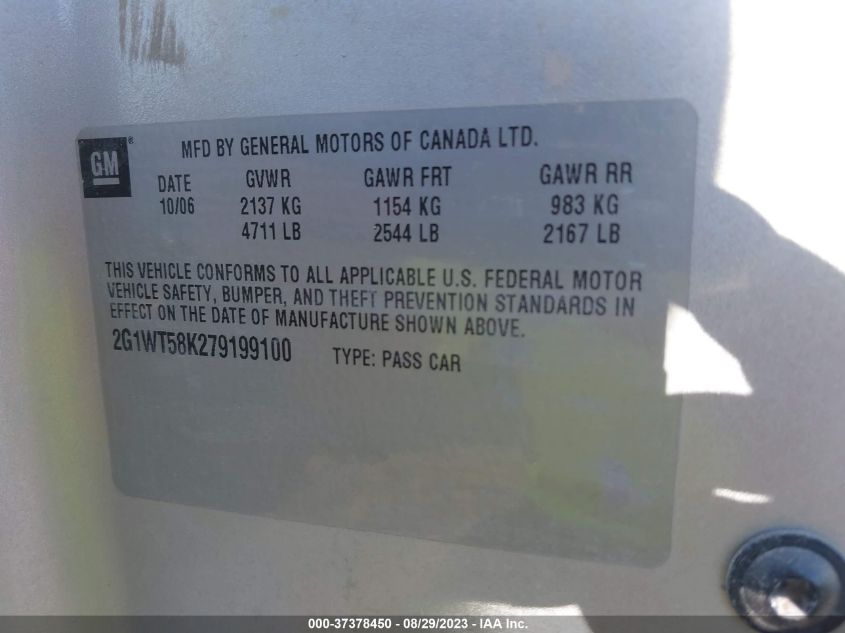 GM®
MFD BY GENERAL MOTORS OF CANADA LTD.
DATE GVWR GAWR FRT GAWR RR
10/06 2137 KG 1154 KG 983 KG
4711 LB 2544 LB 2167 LB
THIS VEHICLE CONFORMS TO ALL APPLICABLE U.S. FEDERAL MOTOR
VEHICLE SAFETY, BUMPER, AND THEFT PREVENTION STANDARDS IN
EFFECT ON THE DATE OF MANUFACTURE SHOWN ABOVE.
2G1WT58K279199100 TYPE: PASS CAR
000-37378450 - 08/29/2023 - IAA Inc.